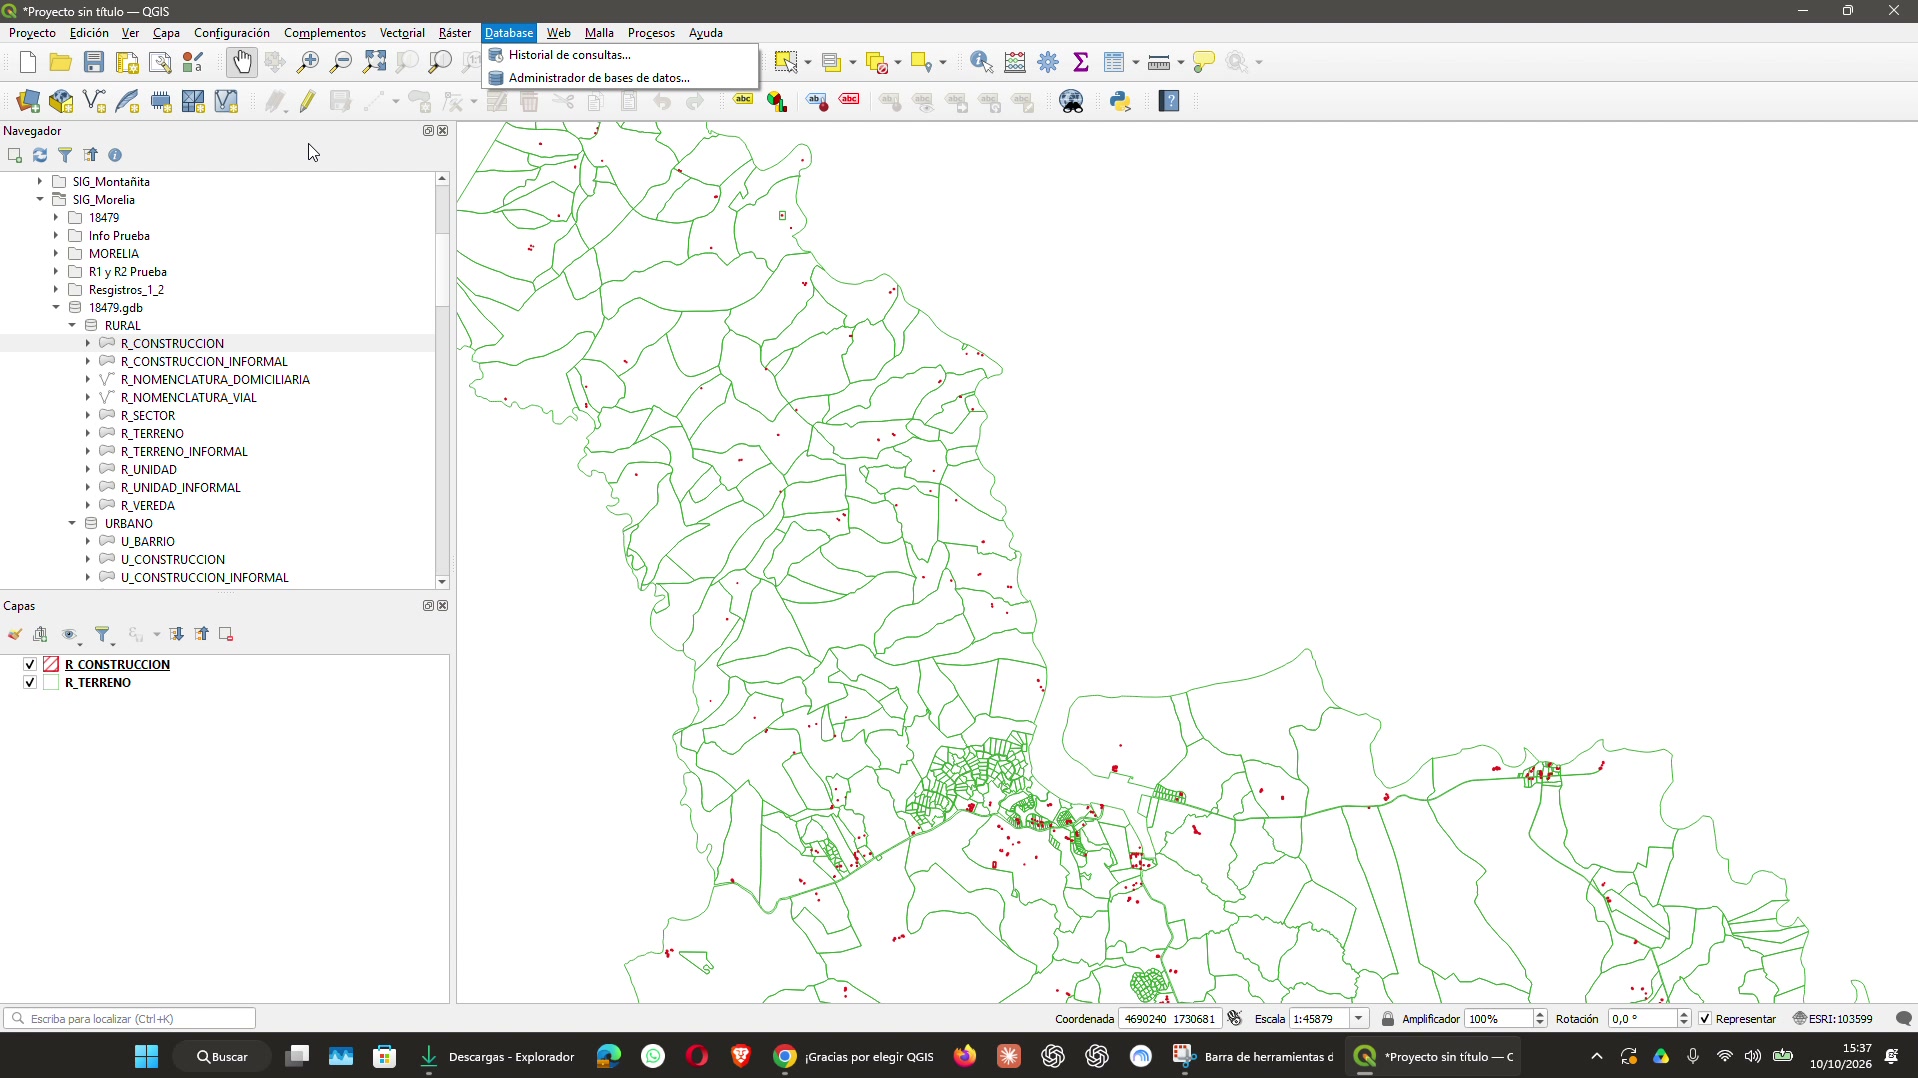 *Proyecto sin título — QGIS
Proyecto Edición Ver Capa Configuración Complementos Vectorial Ráster Database Web Malla Procesos Ayuda
Historial de consultas...
Administrador de bases de datos...
Navegador
SIG_Montañita
SIG_Morelia
18479
Info Prueba
MORELIA
R1 y R2 Prueba
Resgistros_1_2
18479.gdb
RURAL
R_CONSTRUCCION
R_CONSTRUCCION_INFORMAL
R_NOMENCLATURA_DOMICILIARIA
R_NOMENCLATURA_VIAL
R_SECTOR
R_TERRENO
R_TERRENO_INFORMAL
R_UNIDAD
R_UNIDAD_INFORMAL
R_VEREDA
URBANO
U_BARRIO
U_CONSTRUCCION
U_CONSTRUCCION_INFORMAL
Capas
R_CONSTRUCCION
R_TERRENO
Escriba para localizar (Ctrl+K)
Coordenada 4690240 1730681 Escala 1:45879 Amplificador 100% Rotación 0,0 ° Representar ESRI:103599
Buscar
Descargas - Explorador
¡Gracias por elegir QGIS
Barra de herramientas d
*Proyecto sin título — C
15:37
10/10/2026